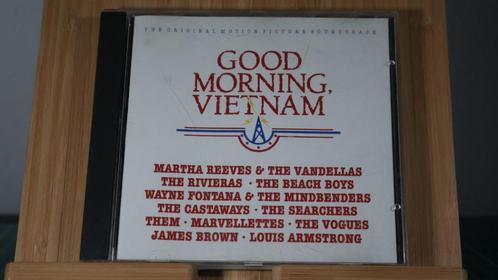 THE ORIGINAL MOTION PICTURE SOUNDTRACK
GOOD
MORNING,
VIETNAM
MARTHA REEVES & THE VANDELLAS
THE RIVIERAS · THE BEACH BOYS
WAYNE FONTANA & THE MINDBENDERS
THE CASTAWAYS · THE SEARCHERS
THEM · MARVELLETTES · THE VOGUES
JAMES BROWN · LOUIS ARMSTRONG